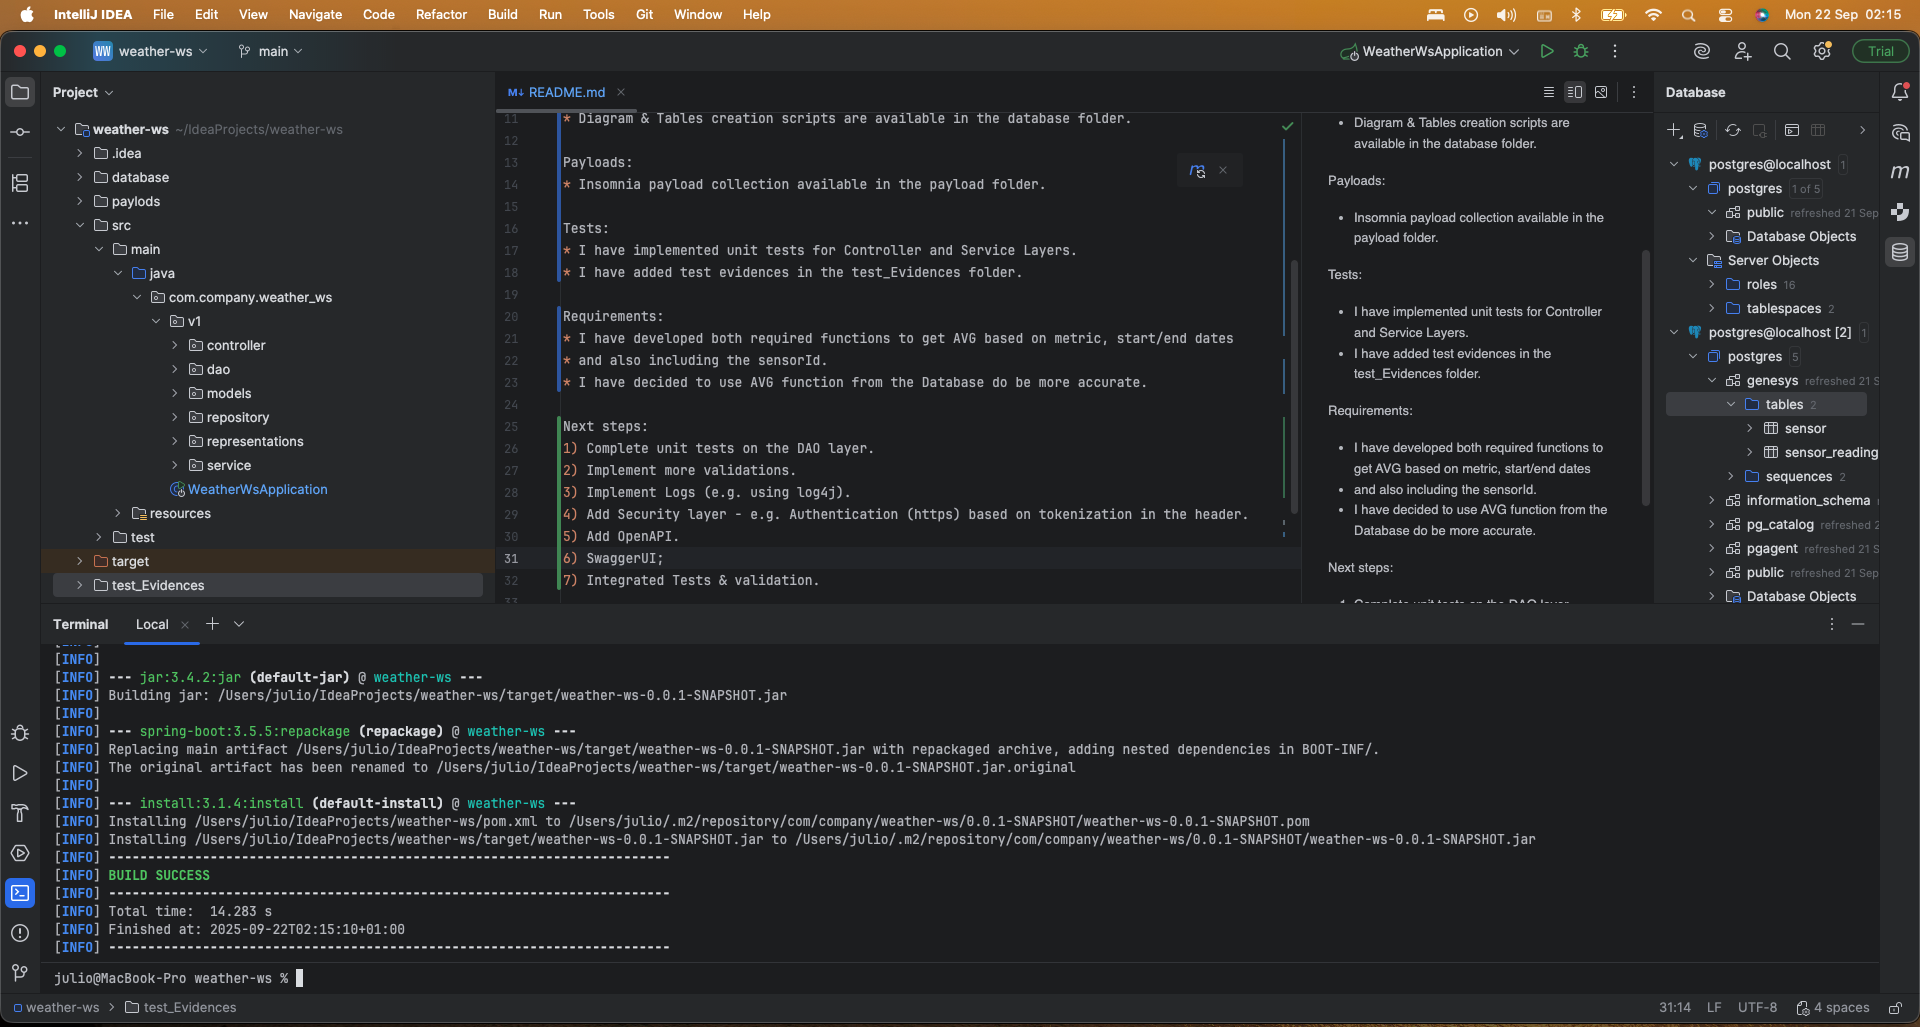 IntelliJ IDEA File Edit View Navigate Code Refactor Build Run Tools Git Window Help Mon 22 Sep 02:15
WW weather-ws main WeatherWsApplication Trial
Project
weather-ws ~/IdeaProjects/weather-ws
.idea
database
paylods
src
main
java
com.company.weather_ws
v1
controller
dao
models
repository
representations
service
WeatherWsApplication
resources
test
target
test_Evidences
M↓ README.md
11 * Diagram & Tables creation scripts are available in the database folder.
12
13 Payloads:
14 * Insomnia payload collection available in the payload folder.
15
16 Tests:
17 * I have implemented unit tests for Controller and Service Layers.
18 * I have added test evidences in the test_Evidences folder.
19
20 Requirements:
21 * I have developed both required functions to get AVG based on metric, start/end dates
22 * and also including the sensorId.
23 * I have decided to use AVG function from the Database do be more accurate.
24
25 Next steps:
26 1) Complete unit tests on the DAO layer.
27 2) Implement more validations.
28 3) Implement Logs (e.g. using log4j).
29 4) Add Security layer - e.g. Authentication (https) based on tokenization in the header.
30 5) Add OpenAPI.
31 6) SwaggerUI;
32 7) Integrated Tests & validation.
33
• Diagram & Tables creation scripts are
available in the database folder.
Payloads:
• Insomnia payload collection available in the
payload folder.
Tests:
• I have implemented unit tests for Controller
and Service Layers.
• I have added test evidences in the
test_Evidences folder.
Requirements:
• I have developed both required functions to
get AVG based on metric, start/end dates
• and also including the sensorId.
• I have decided to use AVG function from the
Database do be more accurate.
Next steps:
1. Complete unit tests on the DAO layer.
Database
postgres@localhost 1
postgres 1 of 5
public refreshed 21 Sep
Database Objects
Server Objects
roles 16
tablespaces 2
postgres@localhost [2] 1
postgres 5
genesys refreshed 21 S
tables 2
sensor
sensor_reading
sequences 2
information_schema
pg_catalog refreshed 2
pgagent refreshed 21 Sep
public refreshed 21 Sep
Database Objects
m
Terminal Local
[INFO]
[INFO]
[INFO] --- jar:3.4.2:jar (default-jar) @ weather-ws ---
[INFO] Building jar: /Users/julio/IdeaProjects/weather-ws/target/weather-ws-0.0.1-SNAPSHOT.jar
[INFO]
[INFO] --- spring-boot:3.5.5:repackage (repackage) @ weather-ws ---
[INFO] Replacing main artifact /Users/julio/IdeaProjects/weather-ws/target/weather-ws-0.0.1-SNAPSHOT.jar with repackaged archive, adding nested dependencies in BOOT-INF/.
[INFO] The original artifact has been renamed to /Users/julio/IdeaProjects/weather-ws/target/weather-ws-0.0.1-SNAPSHOT.jar.original
[INFO]
[INFO] --- install:3.1.4:install (default-install) @ weather-ws ---
[INFO] Installing /Users/julio/IdeaProjects/weather-ws/pom.xml to /Users/julio/.m2/repository/com/company/weather-ws/0.0.1-SNAPSHOT/weather-ws-0.0.1-SNAPSHOT.pom
[INFO] Installing /Users/julio/IdeaProjects/weather-ws/target/weather-ws-0.0.1-SNAPSHOT.jar to /Users/julio/.m2/repository/com/company/weather-ws/0.0.1-SNAPSHOT/weather-ws-0.0.1-SNAPSHOT.jar
[INFO] ------------------------------------------------------------------------
[INFO] BUILD SUCCESS
[INFO] ------------------------------------------------------------------------
[INFO] Total time:  14.283 s
[INFO] Finished at: 2025-09-22T02:15:10+01:00
[INFO] ------------------------------------------------------------------------
julio@MacBook-Pro weather-ws %
weather-ws > test_Evidences 31:14 LF UTF-8 4 spaces